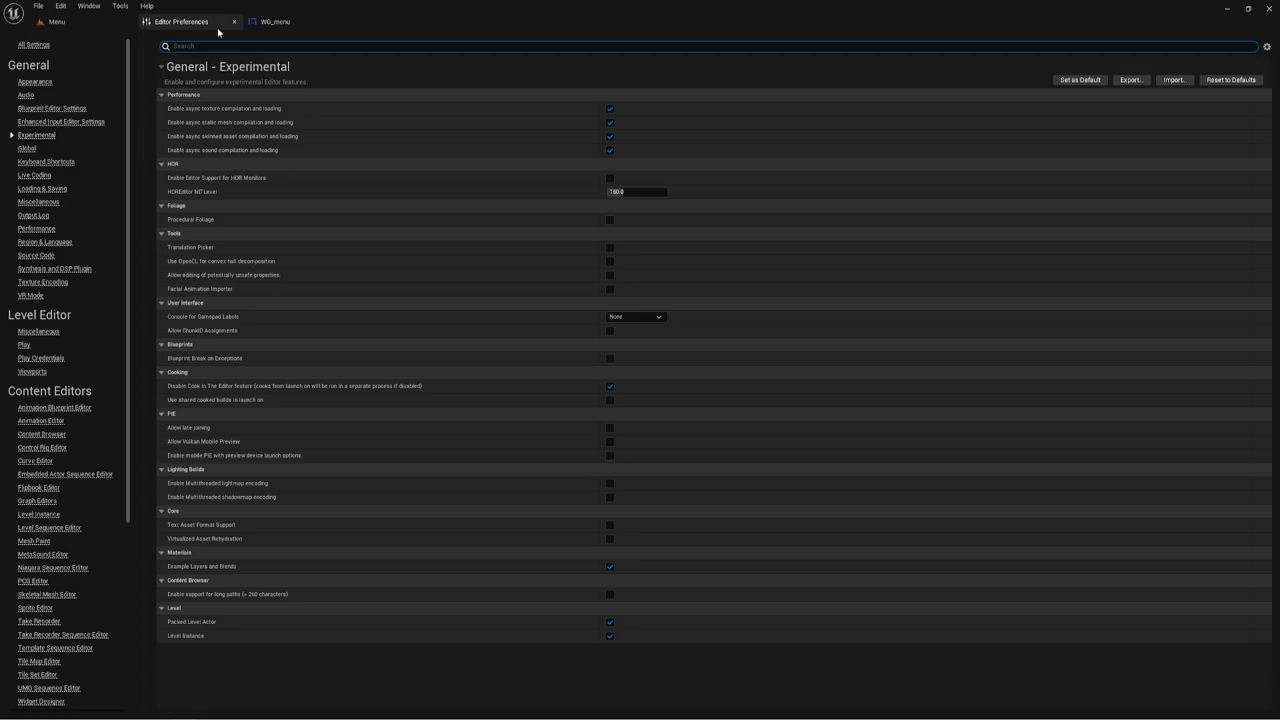 File Edit Window Tools Help
Menu Editor Preferences WG_menu
All Settings
General
Appearance
Audio
Blueprint Editor Settings
Enhanced Input Editor Settings
Experimental
Global
Keyboard Shortcuts
Live Coding
Loading & Saving
Miscellaneous
Output Log
Performance
Region & Language
Source Code
Synthesis and DSP Plugin
Texture Encoding
VR Mode
Level Editor
Miscellaneous
Play
Play Credentials
Viewports
Content Editors
Animation Blueprint Editor
Animation Editor
Content Browser
Control Rig Editor
Curve Editor
Embedded Actor Sequence Editor
Flipbook Editor
Graph Editors
Level Instance
Level Sequence Editor
Mesh Paint
MetaSound Editor
Niagara Sequence Editor
PCG Editor
Skeletal Mesh Editor
Sprite Editor
Take Recorder
Take Recorder Sequence Editor
Template Sequence Editor
Tile Map Editor
Tile Set Editor
UMG Sequence Editor
Widget Designer
Search
General - Experimental
Enable and configure experimental Editor features.
Set as Default Export... Import... Reset to Defaults
Performance
Enable async texture compilation and loading
Enable async static mesh compilation and loading
Enable async skinned asset compilation and loading
Enable async sound compilation and loading
HDR
Enable Editor Support for HDR Monitors
HDREditor NIT Level 160.0
Foliage
Procedural Foliage
Tools
Translation Picker
Use OpenCL for convex hull decomposition
Allow editing of potentially unsafe properties.
Facial Animation Importer
User Interface
Console for Gamepad Labels None
Allow ChunkID Assignments
Blueprints
Blueprint Break on Exceptions
Cooking
Disable Cook In The Editor feature (cooks from launch on will be run in a separate process if disabled)
Use shared cooked builds in launch on
PIE
Allow late joining
Allow Vulkan Mobile Preview
Enable mobile PIE with preview device launch options.
Lighting Builds
Enable Multithreaded lightmap encoding
Enable Multithreaded shadowmap encoding
Core
Text Asset Format Support
Virtualized Asset Rehydration
Materials
Example Layers and Blends
Content Browser
Enable support for long paths (> 260 characters)
Level
Packed Level Actor
Level Instance